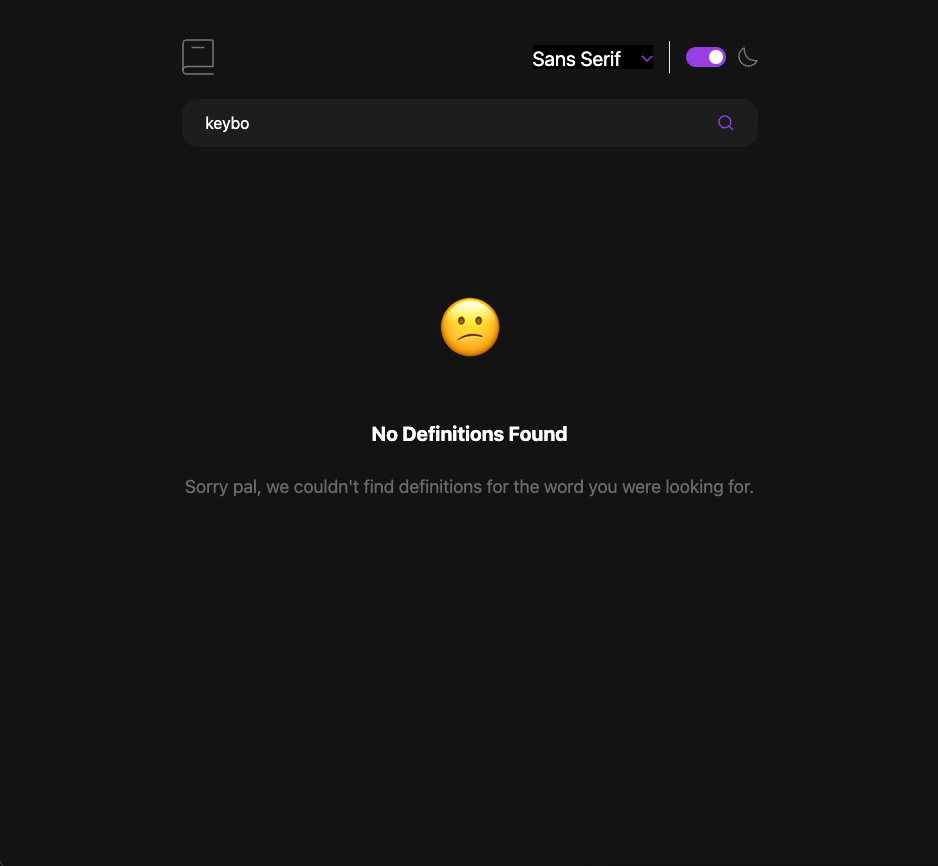 Sans Serif
keybo
No Definitions Found
Sorry pal, we couldn't find definitions for the word you were looking for.